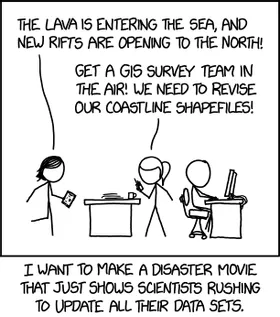 THE LAVA IS ENTERING THE SEA, AND
NEW RIFTS ARE OPENING TO THE NORTH!
GET A GIS SURVEY TEAM IN
THE AIR! WE NEED TO REVISE
OUR COASTLINE SHAPEFILES!
I WANT TO MAKE A DISASTER MOVIE
THAT JUST SHOWS SCIENTISTS RUSHING
TO UPDATE ALL THEIR DATA SETS.